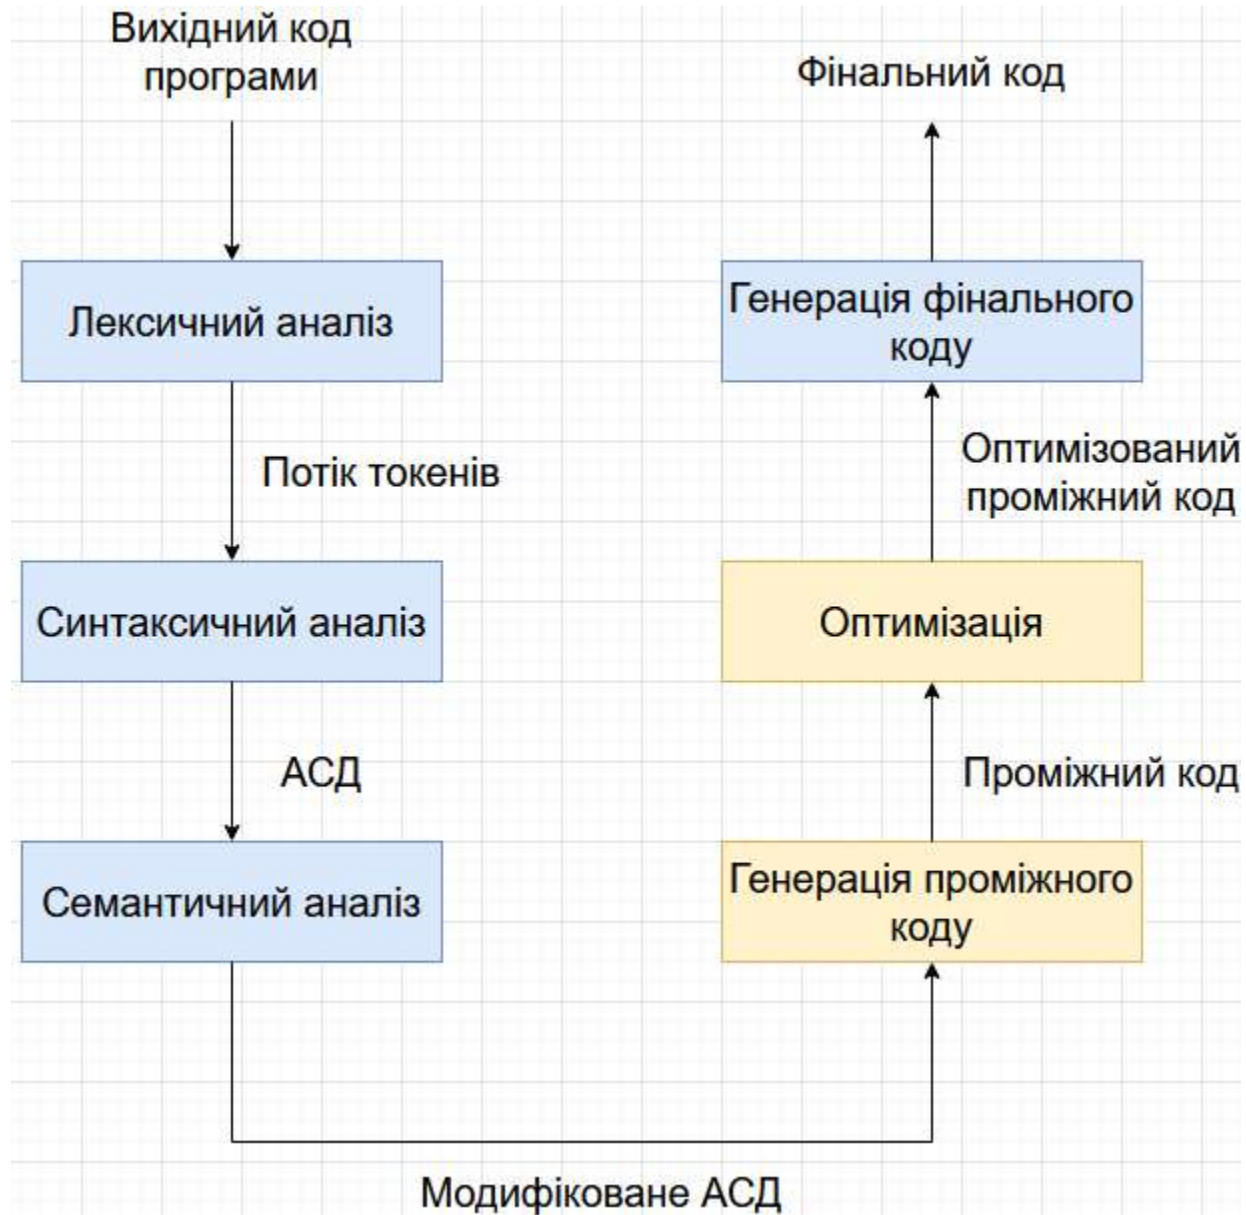 Вихідний код
програми
Лексичний аналіз
Потік токенів
Синтаксичний аналіз
АСД
Семантичний аналіз
Модифіковане АСД
Генерація проміжного
коду
Проміжний код
Оптимізація
Оптимізований
проміжний код
Генерація фінального
коду
Фінальний код